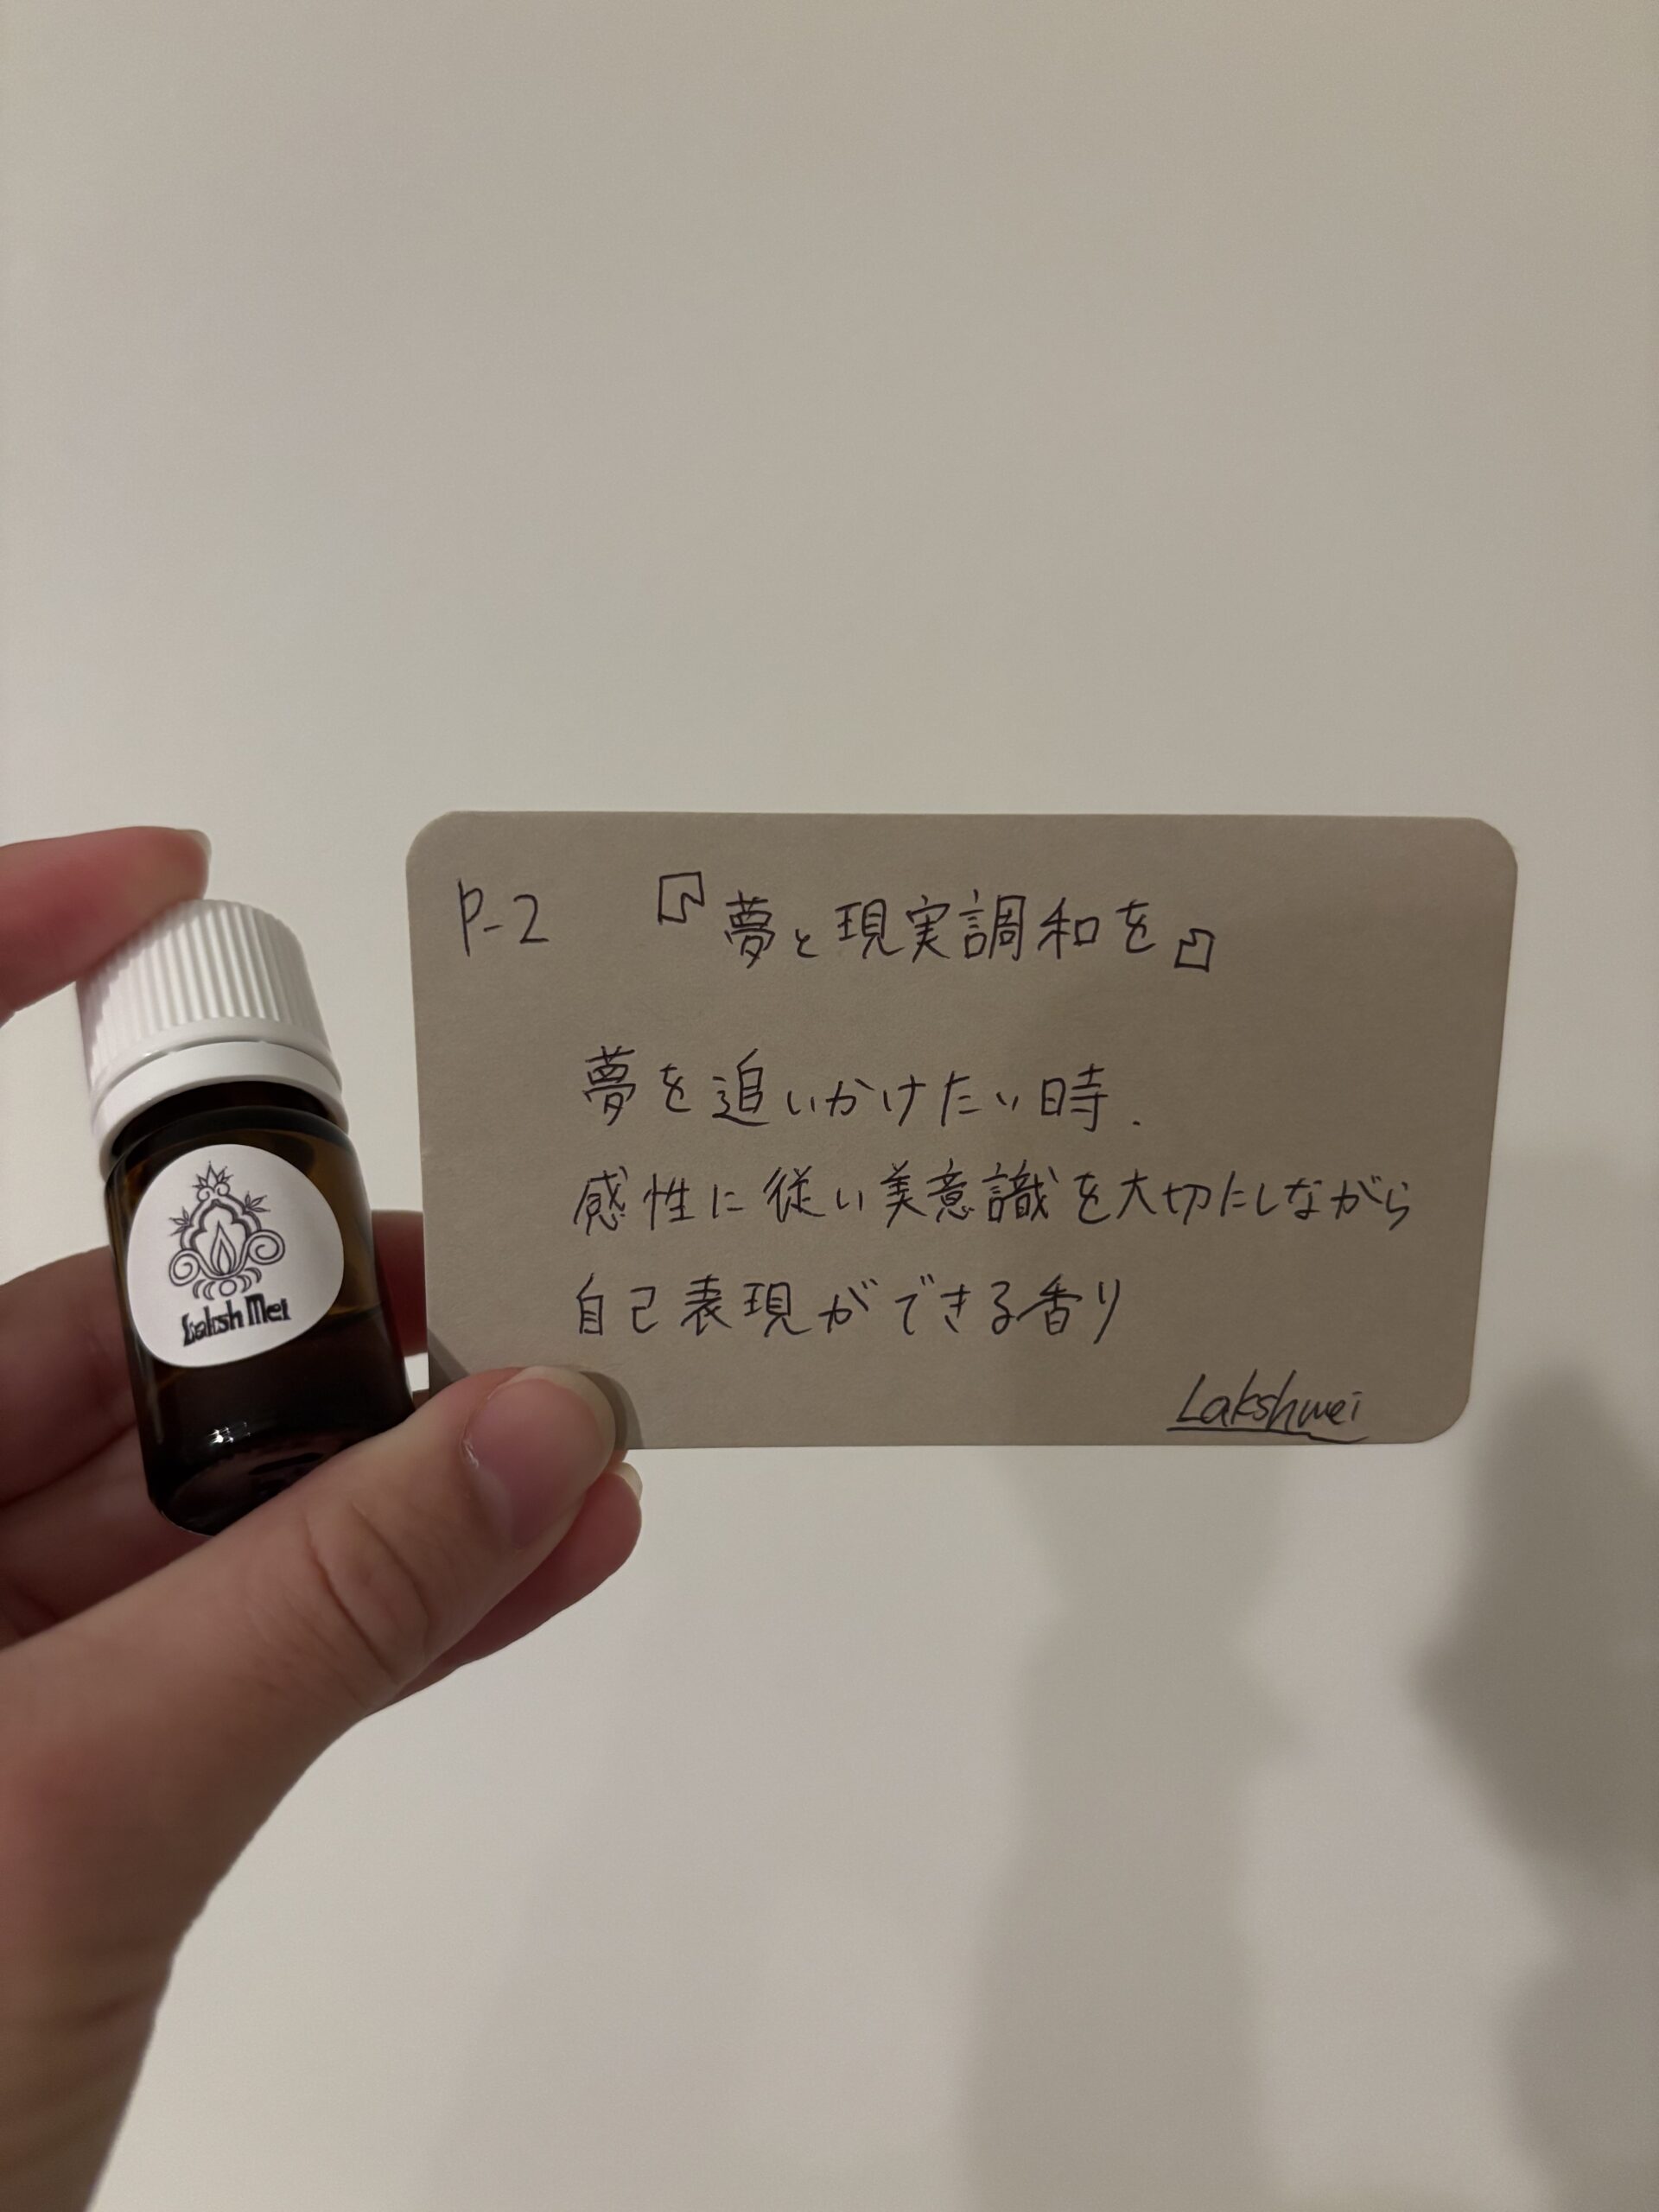 P-2 『夢と現実調和を』
夢を追いかけたい時.
感性に従い美意識を大切にしながら
自己表現ができる香り
Lakshmei
Laksh Mei